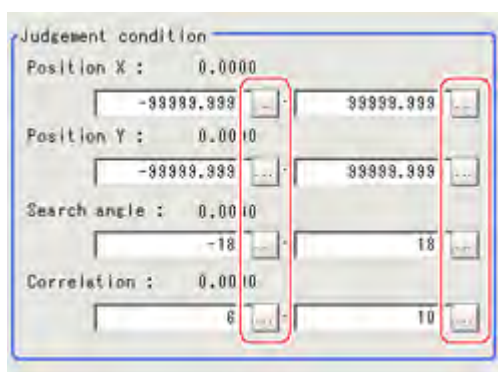 Judgement condition
Position X : 0.0000
-99999.999 ... - 99999.999 ...
Position Y : 0.0000
-99999.999 ... - 99999.999 ...
Search angle : 0.0000
-18 ... - 18 ...
Correlation : 0.0000
6 ... - 10 ...